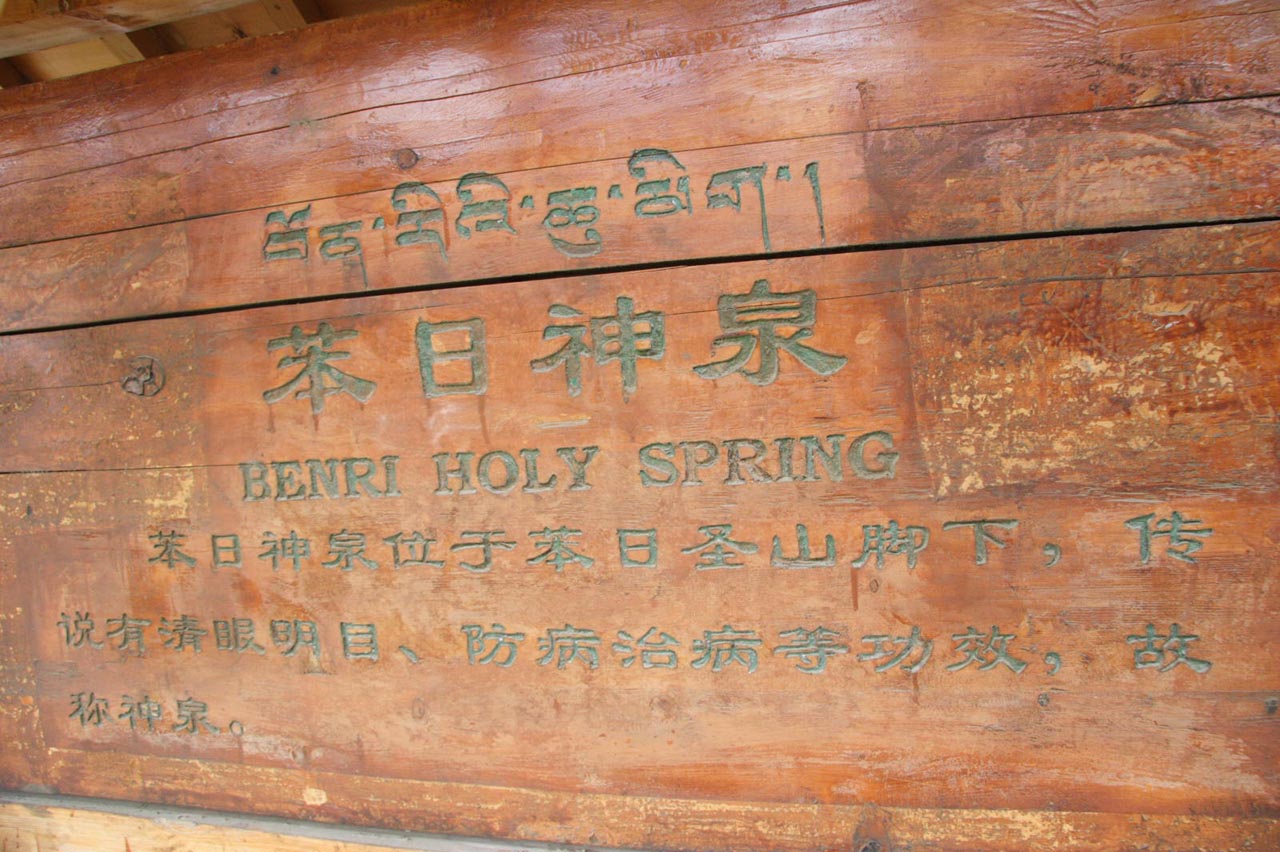 བོན་རིའི་ཆུ་མིག།
苯日神泉
BENRI HOLY SPRING
苯日神泉位于苯日圣山脚下，传
说有清眼明目、防病治病等功效，故
称神泉。